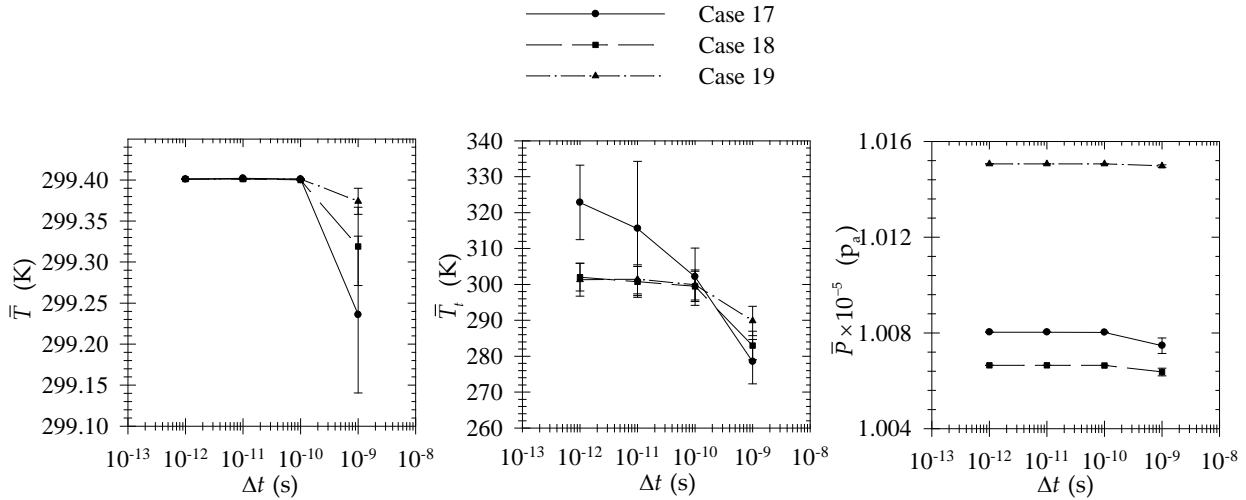 Case 17
Case 18
Case 19
299.40
299.35
299.30
299.25
299.20
299.15
299.10
T̿ (K)
10⁻¹³ 10⁻¹² 10⁻¹¹ 10⁻¹⁰ 10⁻⁹ 10⁻⁸
Δt (s)
340
330
320
310
300
290
280
270
260
T̿ₜ (K)
10⁻¹³ 10⁻¹² 10⁻¹¹ 10⁻¹⁰ 10⁻⁹ 10⁻⁸
Δt (s)
1.016
1.012
1.008
1.004
P̿ × 10⁻⁵ (pₐ)
10⁻¹³ 10⁻¹² 10⁻¹¹ 10⁻¹⁰ 10⁻⁹ 10⁻⁸
Δt (s)